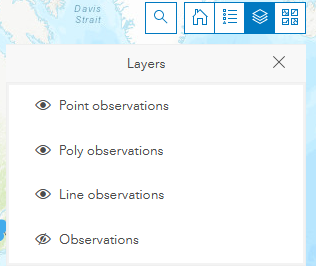 Davis
Strait
Layers
Point observations
Poly observations
Line observations
Observations